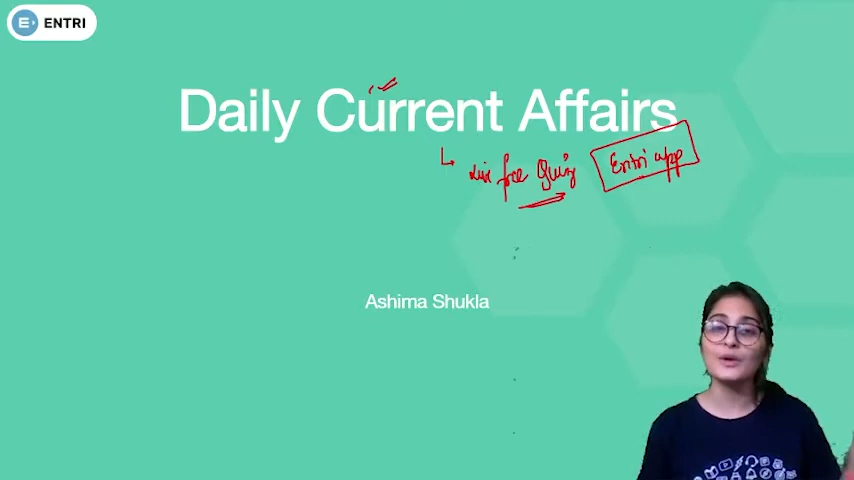 ENTRI
Daily Current Affairs
Live free Quiz Entri app
Ashima Shukla